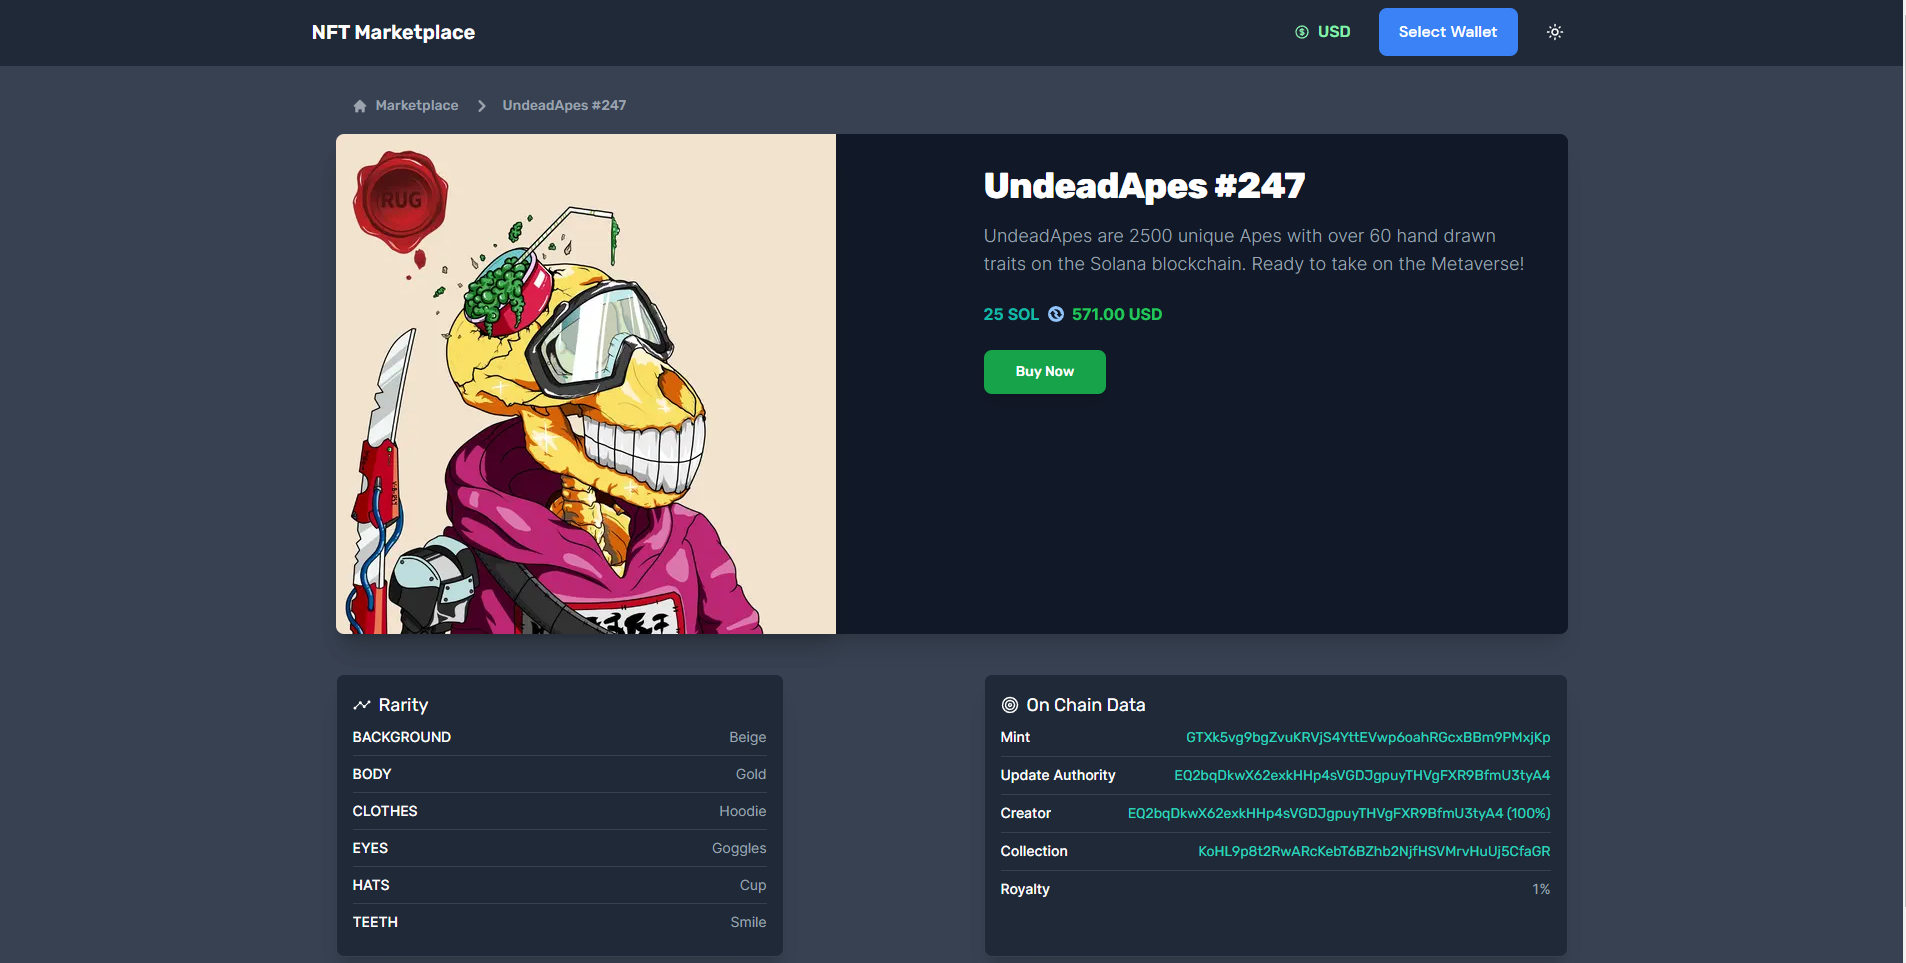 NFT Marketplace
USD
Select Wallet
Marketplace
UndeadApes #247
RUG
UndeadApes #247
UndeadApes are 2500 unique Apes with over 60 hand drawn
traits on the Solana blockchain. Ready to take on the Metaverse!
25 SOL
571.00 USD
Buy Now
Rarity
BACKGROUND Beige
BODY Gold
CLOTHES Hoodie
EYES Goggles
HATS Cup
TEETH Smile
On Chain Data
Mint GTXk5vg9bgZvuKRVjS4YttEVwp6oahRGcxBBm9PMxjKp
Update Authority EQ2bqDkwX62exkHHp4sVGDJgpuyTHVgFXR9BfmU3tyA4
Creator EQ2bqDkwX62exkHHp4sVGDJgpuyTHVgFXR9BfmU3tyA4 (100%)
Collection KoHL9p8t2RwARcKebT6BZhb2NjfHSVMrvHuUj5CfaGR
Royalty 1%